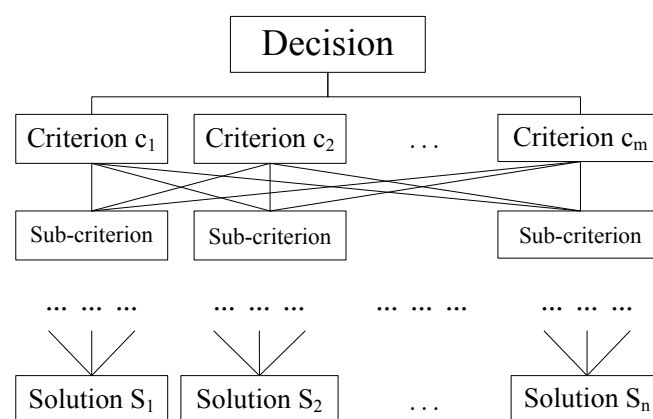 Decision
Criterion c₁ Criterion c₂ ... Criterion cₘ
Sub-criterion Sub-criterion Sub-criterion
... ... ... ... ... ... ... ... ... ... ... ...
Solution S₁ Solution S₂ ... Solution Sₙ